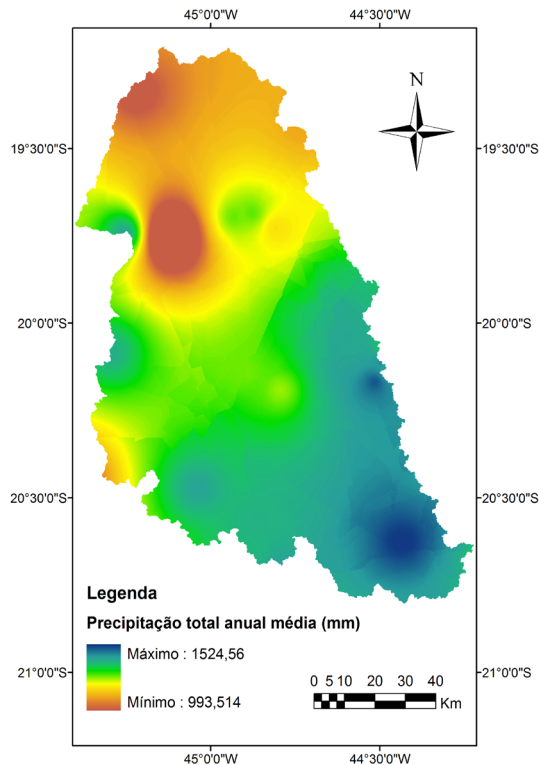 45°0'0"W 44°30'0"W
N
19°30'0"S 19°30'0"S
20°0'0"S 20°0'0"S
20°30'0"S 20°30'0"S
Legenda
Precipitação total anual média (mm)
Máximo : 1524,56
Mínimo : 993,514
21°0'0"S 21°0'0"S
0 5 10 20 30 40
Km
45°0'0"W 44°30'0"W